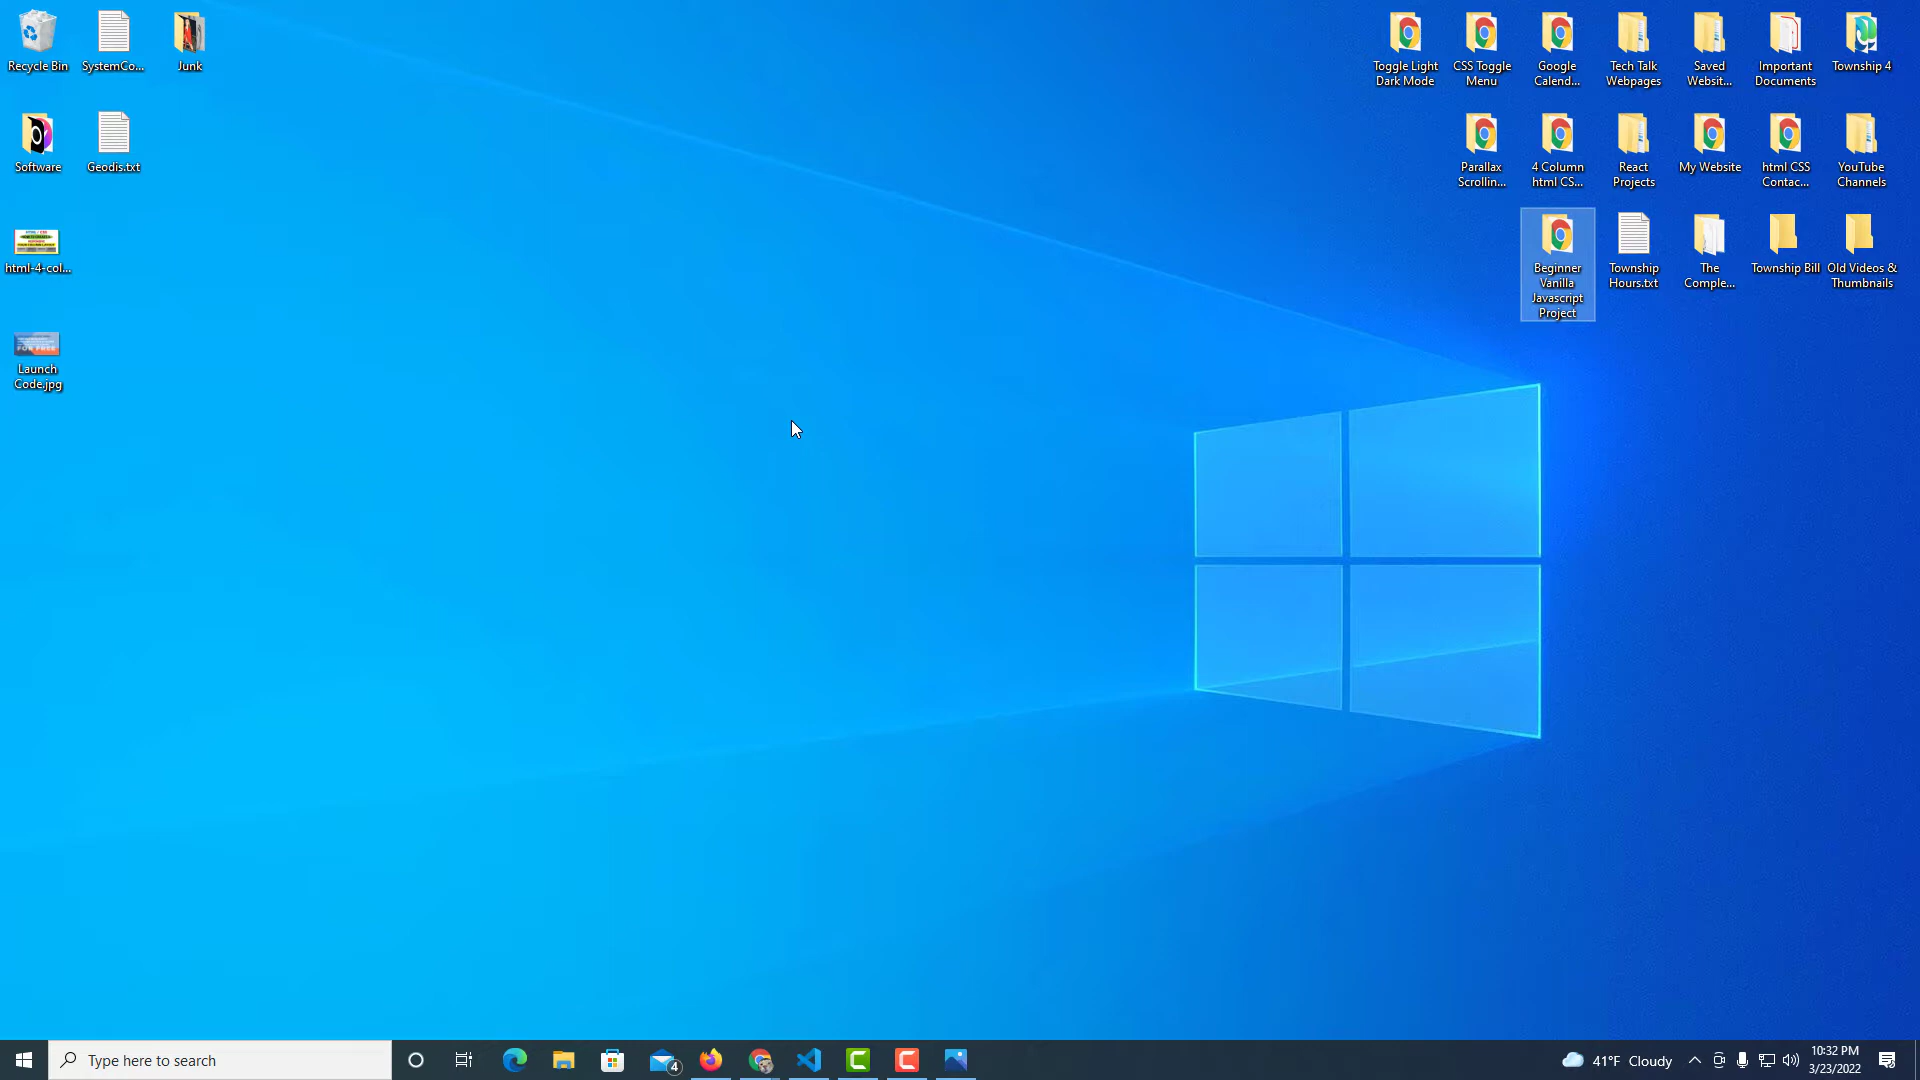 Recycle Bin
SystemCo...
Junk
Software
Geodis.txt
html-4-col...
Launch
Code.jpg
FOR FREE
Toggle Light
Dark Mode
CSS Toggle
Menu
Google
Calend...
Tech Talk
Webpages
Saved
Websit...
Important
Documents
Township 4
Parallax
Scrollin...
4 Column
html CS...
React
Projects
My Website
html CSS
Contac...
YouTube
Channels
Beginner
Vanilla
Javascript
Project
Township
Hours.txt
The
Comple...
Township Bill
Old Videos &
Thumbnails
Type here to search
4
41°F Cloudy
10:32 PM
3/23/2022